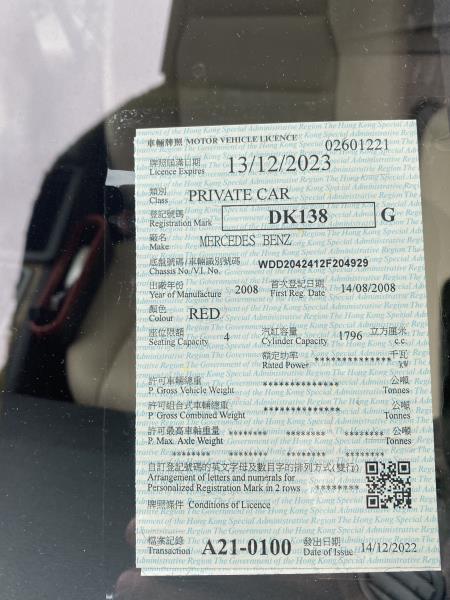 車輛牌照 MOTOR VEHICLE LICENCE 02601221
牌照屆滿日期
Licence Expires 13/12/2023
類別
Class PRIVATE CAR
登記號碼
Registration Mark DK138 G
廠名
Make MERCEDES BENZ
底盤號碼/車輛識別號碼
Chassis No./V.I. No. WDD2042412F204929
出廠年份 首次登記日期
Year of Manufacture 2008 First Reg. Date 14/08/2008
顏色
Colour RED
座位限額 汽缸容量 立方厘米
Seating Capacity 4 Cylinder Capacity 1796 c.c.
額定功率 千瓦
Rated Power ************** kW
許可車輛總重 公噸
P. Gross Vehicle Weight ************* Tonnes
許可組合式車輛總重 公噸
P. Gross Combined Weight ************* Tonnes
許可最高車軸重量 公噸
P. Max. Axle Weight ******* ******* ******* ******* Tonnes
******* ******* ******* ******* *******
自訂登記號碼的英文字母及數目字的排列方式(雙行)
Arrangement of letters and numerals for
Personalized Registration Mark in 2 rows ******** ********
牌照條件 Conditions of Licence
檔案記錄 發出日期
Transaction A21-0100 Date of Issue 14/12/2022